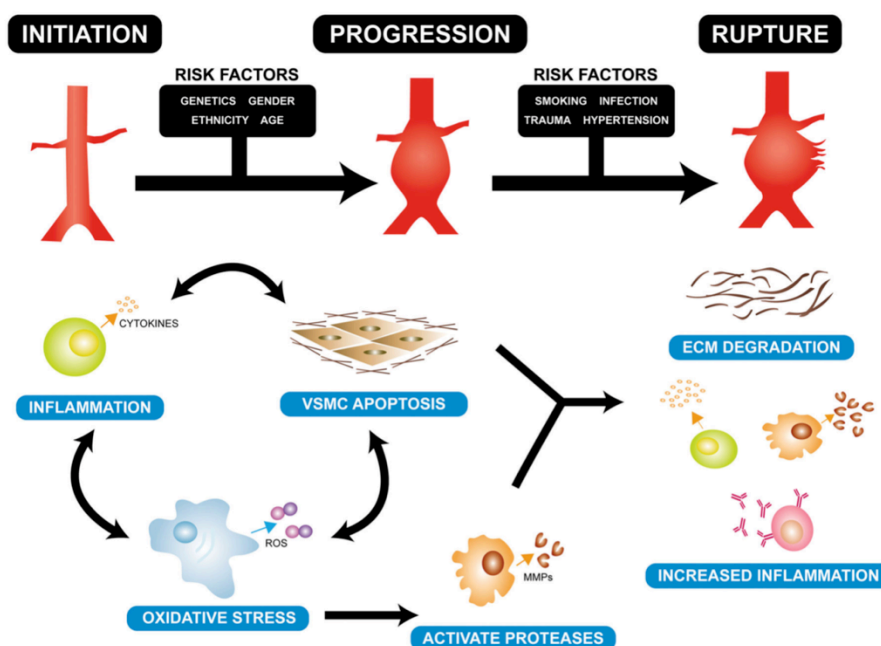 INITIATION
PROGRESSION
RUPTURE
RISK FACTORS
GENETICS GENDER
ETHNICITY AGE
RISK FACTORS
SMOKING INFECTION
TRAUMA HYPERTENSION
CYTOKINES
INFLAMMATION
VSMC APOPTOSIS
ECM DEGRADATION
ROS
OXIDATIVE STRESS
MMPs
ACTIVATE PROTEASES
INCREASED INFLAMMATION